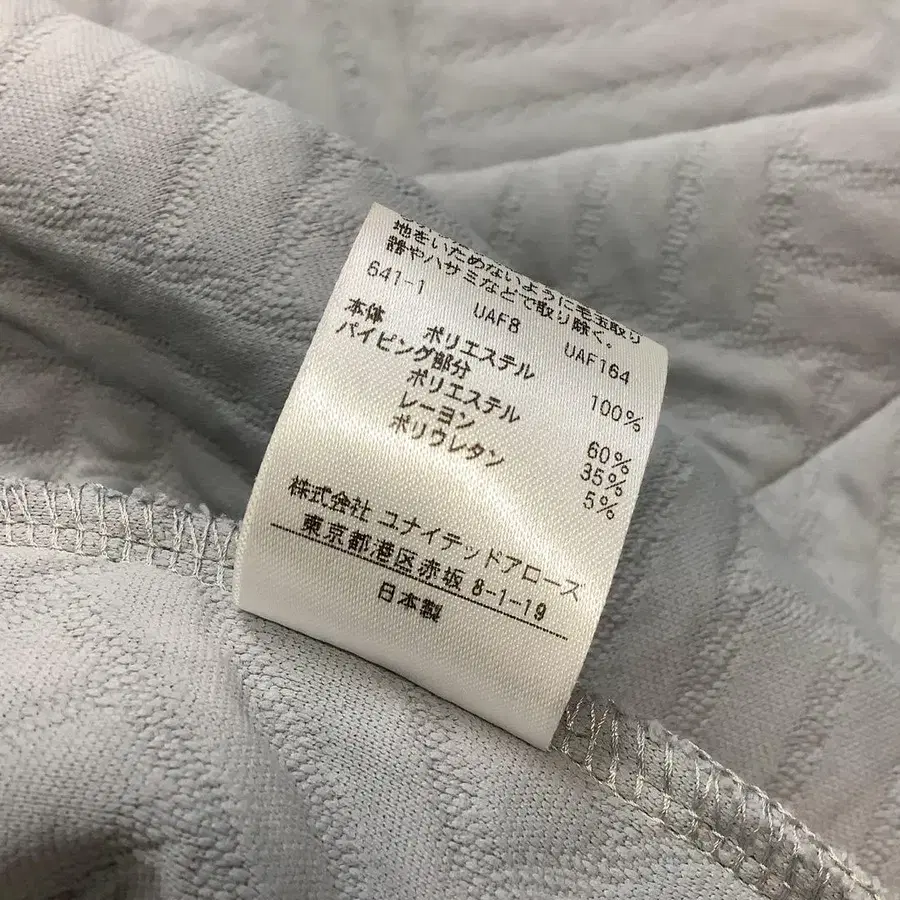 地をいためないように毛玉取り
器やハサミなどで取り除く。
641-1 UAF8 UAF164
本体 ポリエステル 100%
パイピング部分
ポリエステル 60%
レーヨン 35%
ポリウレタン 5%
株式会社 ユナイテッドアローズ
東京都港区赤坂 8-1-19
日本製